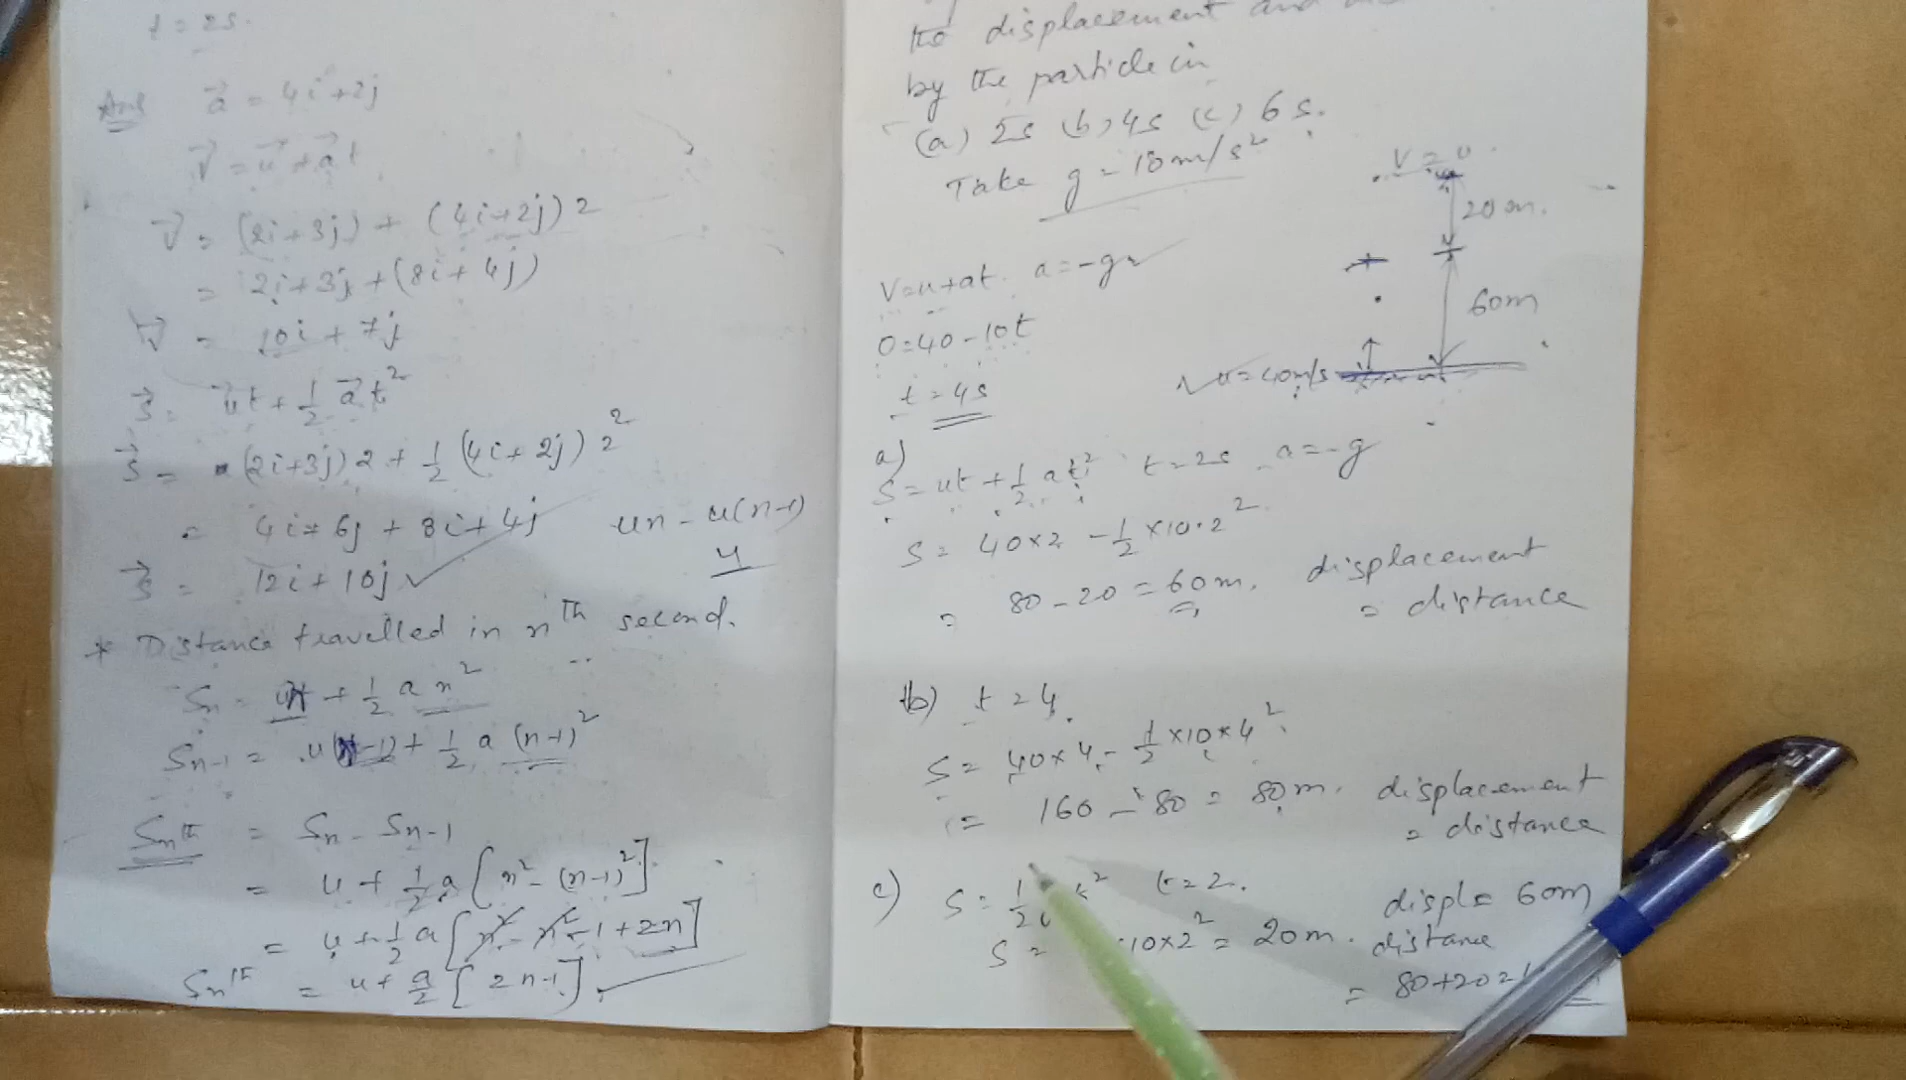 t = 2s.
Ans a⃗ = 4i + 2j
v⃗ = u⃗ + a⃗t
v⃗ = (2i + 3j) + (4i + 2j) 2
= 2i + 3j + (8i + 4j)
v⃗ = 10i + 7j
s⃗ = u⃗t + 1/2 a⃗t²
s⃗ = (2i+3j) 2 + 1/2 (4i + 2j) 2²
= 4i + 6j + 8i + 4j
un - u(n-1)
u
s⃗ = 12i + 10j ✓
* Distance travelled in nth second.
Sn = un + 1/2 a n²
Sn-1 = u(n-1) + 1/2 a (n-1)²
Snth = Sn - Sn-1
= u + 1/2 a [n² - (n-1)²]
= u + 1/2 a [n² - n² - 1 + 2n]
Snth = u + a/2 [2n-1]
the displacement and
by the particle in
(a) 2s (b) 4s (c) 6s.
Take g = 10 m/s²
V = 0
20 m.
60m
u = 40m/s
V = u + at a = -g
0 = 40 - 10t
t = 4s
a)
S = ut + 1/2 at² t = 2s a = -g
S = 40×2 - 1/2 ×10×2²
= 80 - 20 = 60m. displacement
= distance
b) t = 4
S = 40×4 - 1/2 ×10×4²
= 160 - 80 = 80m. displacement
= distance
c) S = 1/2 t² t = 2.
displ = 60m
S = ×10×2² = 20m.
distance
= 80+20 =